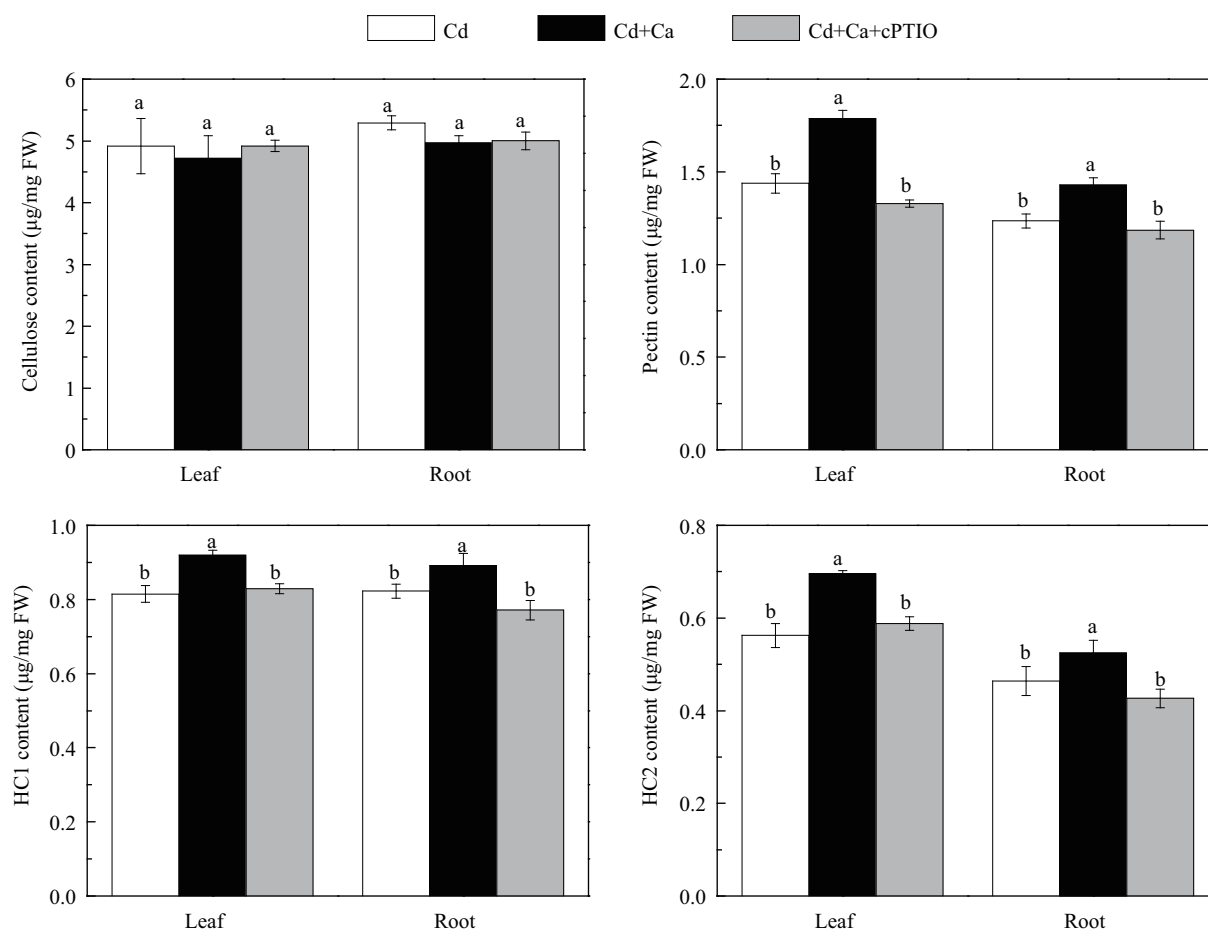 Cd Cd+Ca Cd+Ca+cPTIO
Cellulose content (μg/mg FW)
6
5
4
3
2
1
0
a
a
a
a
a
a
Leaf Root
Pectin content (μg/mg FW)
2.0
1.5
1.0
0.5
0.0
b
a
b
b
a
b
Leaf Root
HC1 content (μg/mg FW)
1.0
0.8
0.6
0.4
0.2
0.0
b
a
b
b
a
b
Leaf Root
HC2 content (μg/mg FW)
0.8
0.6
0.4
0.2
0.0
b
a
b
b
a
b
Leaf Root